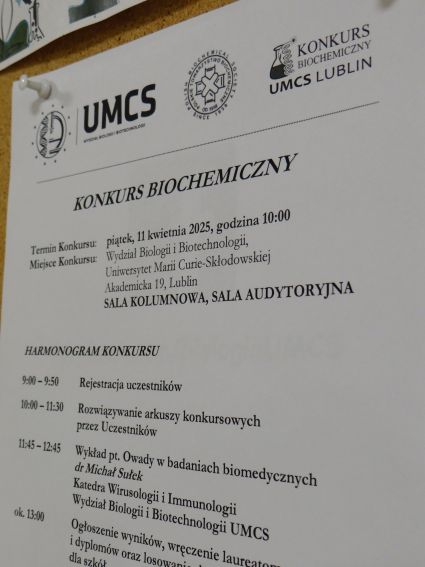 UMCS
WYDZIAŁ BIOLOGII I BIOTECHNOLOGII
KONKURS
BIOCHEMICZNY
UMCS LUBLIN
KONKURS BIOCHEMICZNY
Termin Konkursu: piątek, 11 kwietnia 2025, godzina 10:00
Miejsce Konkursu: Wydział Biologii i Biotechnologii,
Uniwersytet Marii Curie-Skłodowskiej
Akademicka 19, Lublin
SALA KOLUMNOWA, SALA AUDYTORYJNA
HARMONOGRAM KONKURSU
9:00 – 9:50 Rejestracja uczestników
10:00 – 11:30 Rozwiązywanie arkuszy konkursowych
przez Uczestników
11:45 – 12:45 Wykład pt. Owady w badaniach biomedycznych
dr Michał Sułek
Katedra Wirusologii i Immunologii
Wydział Biologii i Biotechnologii UMCS
ok. 13:00 Ogłoszenie wyników, wręczenie laureatom
i dyplomów oraz losowanie
dla szkół